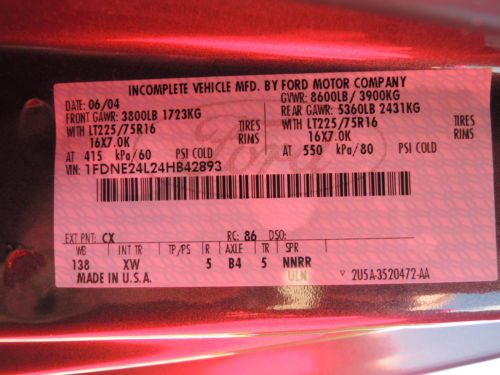 INCOMPLETE VEHICLE MFD. BY FORD MOTOR COMPANY
DATE: 06/04 GVWR: 8600LB/ 3900KG
FRONT GAWR: 3800LB 1723KG REAR GAWR: 5360LB 2431KG
WITH LT225/75R16 TIRES WITH LT225/75R16 TIRES
16X7.0K RIMS 16X7.0K RIMS
AT 415 kPa/60 PSI COLD AT 550 kPa/80 PSI COLD
VIN: 1FDNE24L24HB42893
Ford
EXT PNT: CX RC: 86 DSO:
WB INT TR TP/PS R AXLE TR SPR
138 XW 5 B4 5 NNRR
MADE IN U.S.A. ULN 2U5A-3520472-AA